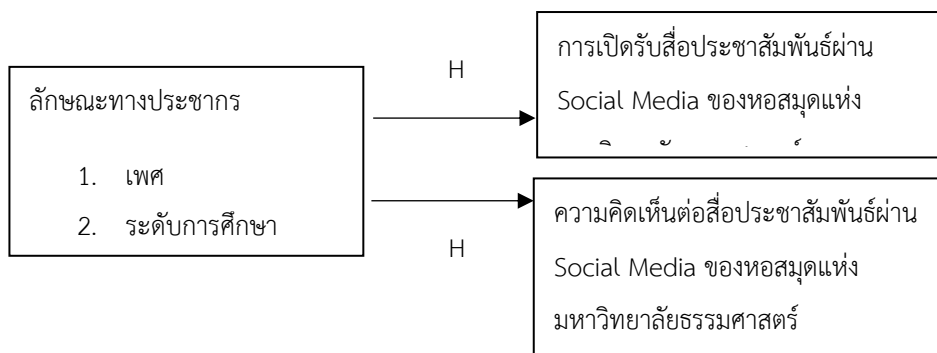 ลักษณะทางประชากร
1. เพศ
2. ระดับการศึกษา
H
H
การเปิดรับสื่อประชาสัมพันธ์ผ่าน
Social Media ของหอสมุดแห่ง
ความคิดเห็นต่อสื่อประชาสัมพันธ์ผ่าน
Social Media ของหอสมุดแห่ง
มหาวิทยาลัยธรรมศาสตร์